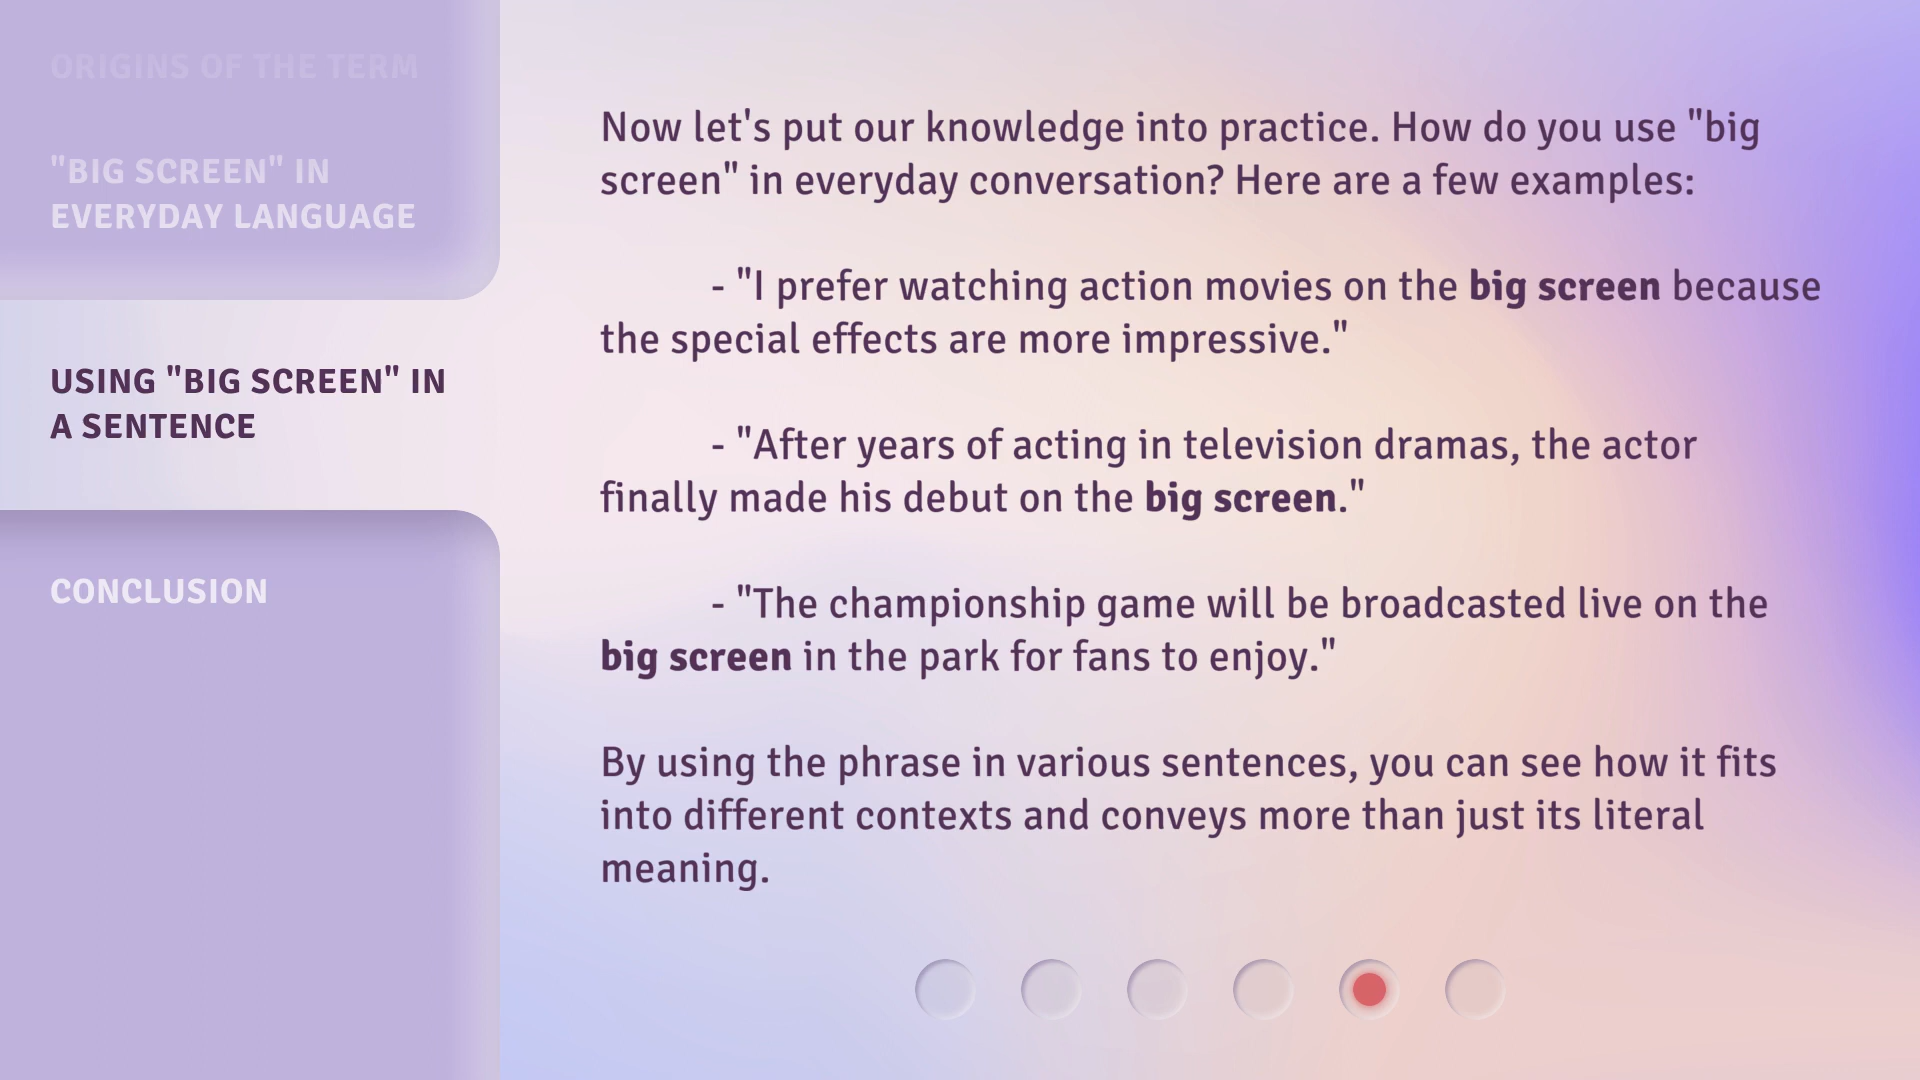 ORIGINS OF THE TERM
"BIG SCREEN" IN
EVERYDAY LANGUAGE
USING "BIG SCREEN" IN
A SENTENCE
CONCLUSION
Now let's put our knowledge into practice. How do you use "big
screen" in everyday conversation? Here are a few examples:
- "I prefer watching action movies on the big screen because
the special effects are more impressive."
- "After years of acting in television dramas, the actor
finally made his debut on the big screen."
- "The championship game will be broadcasted live on the
big screen in the park for fans to enjoy."
By using the phrase in various sentences, you can see how it fits
into different contexts and conveys more than just its literal
meaning.